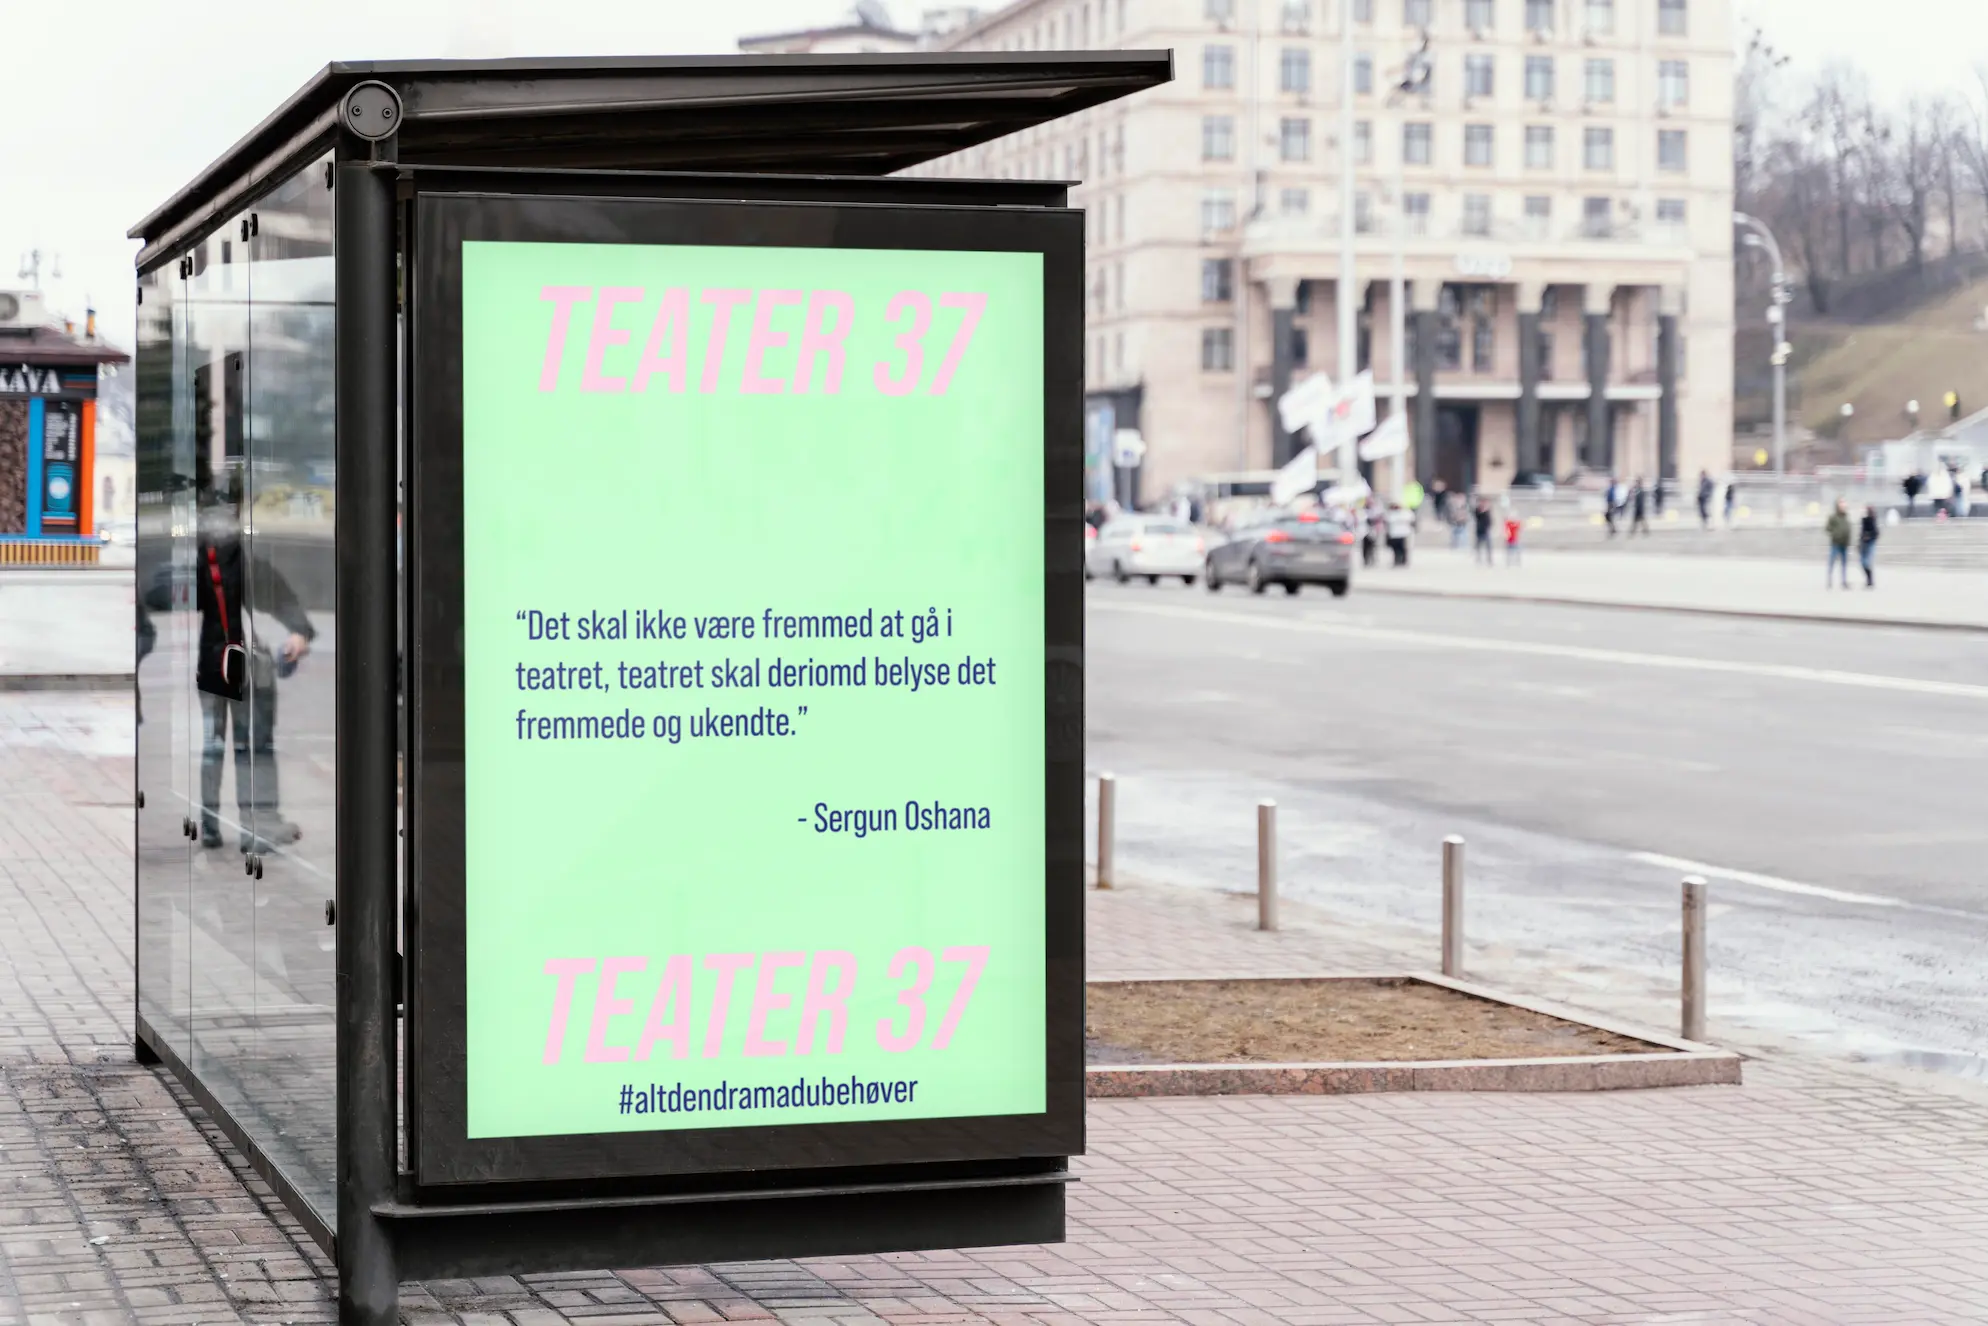 TEATER 37
“Det skal ikke være fremmed at gå i
teatret, teatret skal deriomd belyse det
fremmede og ukendte.”
- Sergun Oshana
TEATER 37
#altdendramadubehøver
KAVA